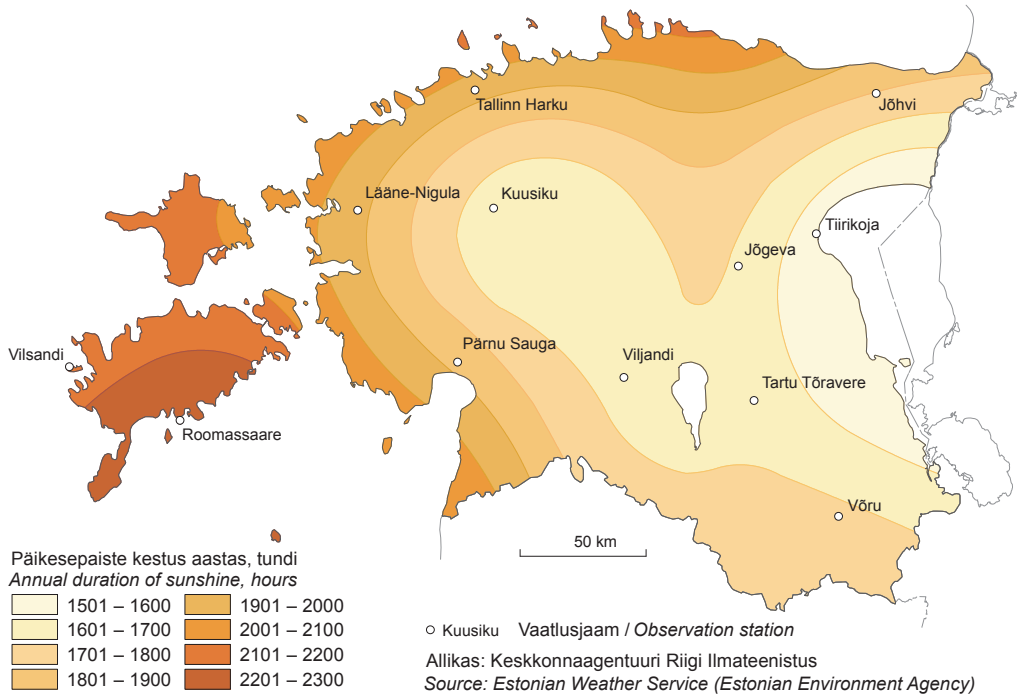 Tallinn Harku
Jõhvi
Lääne-Nigula
Kuusiku
Tiirikoja
Jõgeva
Vilsandi
Pärnu Sauga
Viljandi
Tartu Tõravere
Roomassaare
Võru
50 km
Päikesepaiste kestus aastas, tundi
Annual duration of sunshine, hours
1501 – 1600
1601 – 1700
1701 – 1800
1801 – 1900
1901 – 2000
2001 – 2100
2101 – 2200
2201 – 2300
Kuusiku Vaatlusjaam / Observation station
Allikas: Keskkonnaagentuuri Riigi Ilmateenistus
Source: Estonian Weather Service (Estonian Environment Agency)